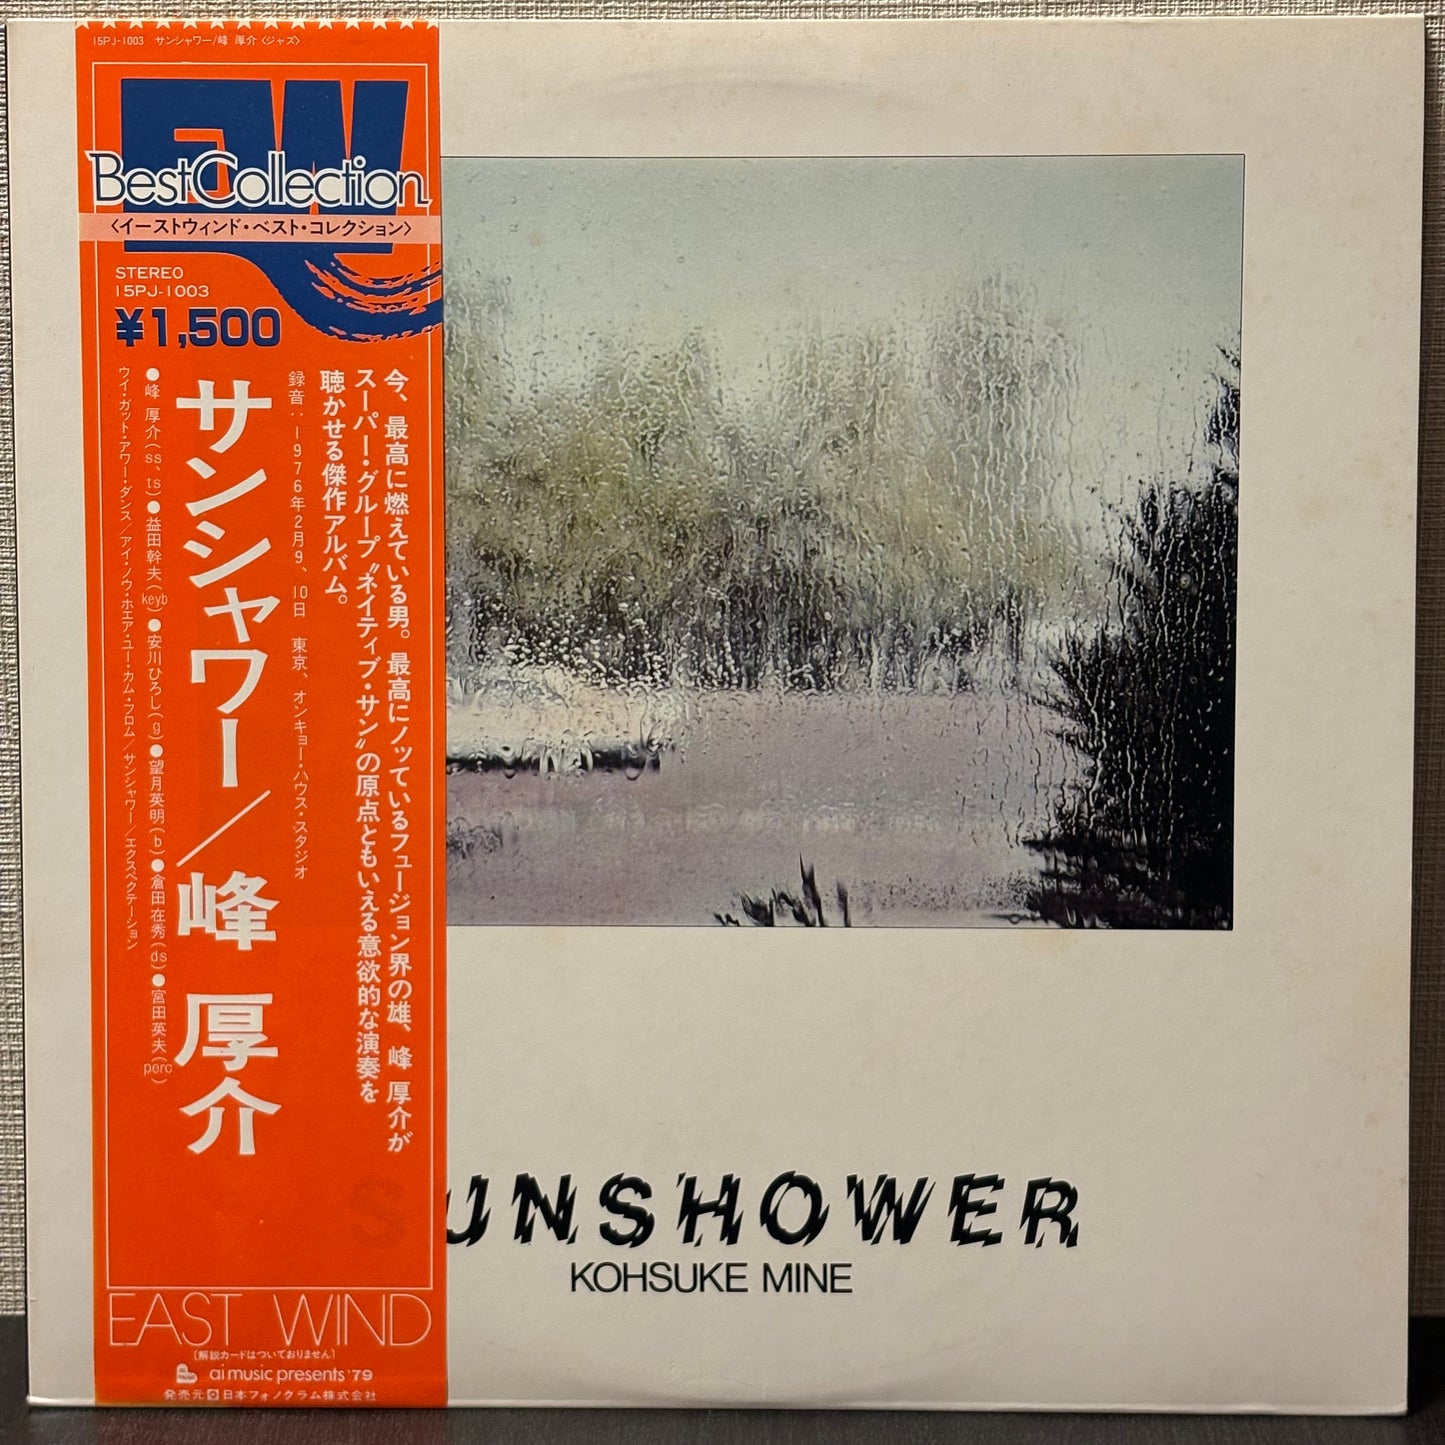 15PJ-1003 サンシャワー/峰 厚介〈ジャズ〉
EW
BestCollection
〈イーストウィンド・ベスト・コレクション〉
STEREO
15PJ-1003
¥1,500
今、最高に燃えている男。最高にノッているフュージョン界の雄、峰 厚介が
スーパー・グループ〝ネイティブ・サン〟の原点ともいえる意欲的な演奏を
聴かせる傑作アルバム。
録音:1976年2月9、10日 東京、オンキョー・ハウス・スタジオ
サンシャワー/峰 厚介
●峰 厚介(ss、ts)●益田幹夫(keyb)●安川ひろし(g)●望月英明(b)●倉田在秀(ds)●宮田英夫(perc)
ウイ・ガット・アワー・ダンス/アイ・ノウ・ホエア・ユー・カム・フロム/サンシャワー/エクスペクテーション
SUNSHOWER
KOHSUKE MINE
EAST WIND
〔解説カードはついておりません〕
ai music ai music presents '79
発売元 日本フォノグラム株式会社